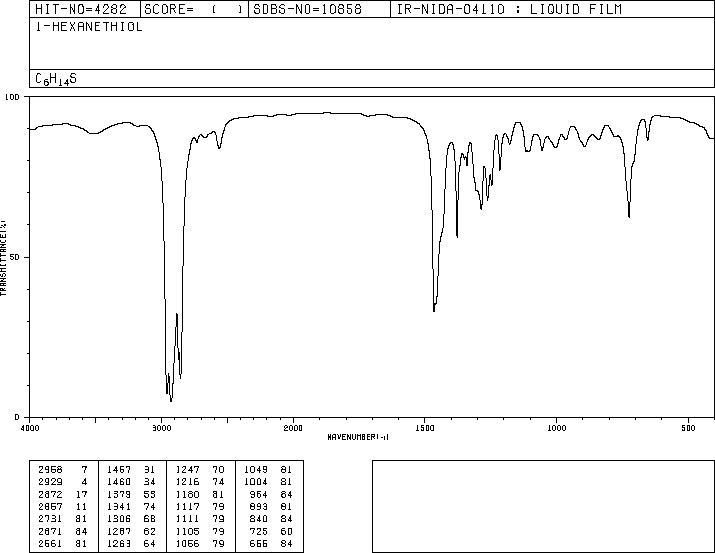 HIT-NO=4282 SCORE= ( ) SDBS-NO=10858 IR-NIDA-04110 : LIQUID FILM
1-HEXANETHIOL
C6H14S
100
50
0
TRANSMITTANCE(%)
4000 3000 2000 1500 1000 500
WAVENUMBER(-1)
2958 7 1467 31 1247 70 1049 81
2929 4 1460 34 1216 74 1004 81
2872 17 1379 55 1180 81 964 84
2857 11 1341 74 1117 79 893 81
2731 81 1306 68 1111 79 840 84
2671 84 1287 62 1105 79 725 60
2561 81 1263 64 1056 79 655 84